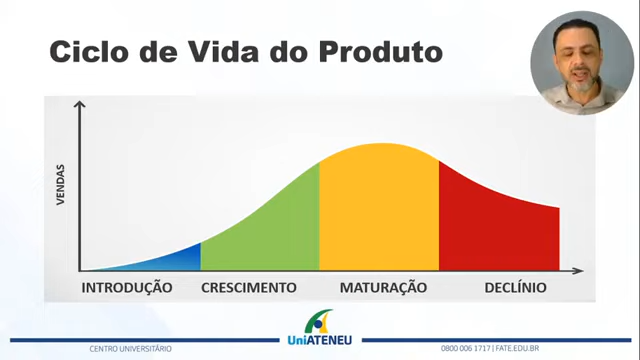 Ciclo de Vida do Produto
VENDAS
INTRODUÇÃO
CRESCIMENTO
MATURAÇÃO
DECLÍNIO
UniATENEU
CENTRO UNIVERSITÁRIO
0800 006 1717 | FATE.EDU.BR